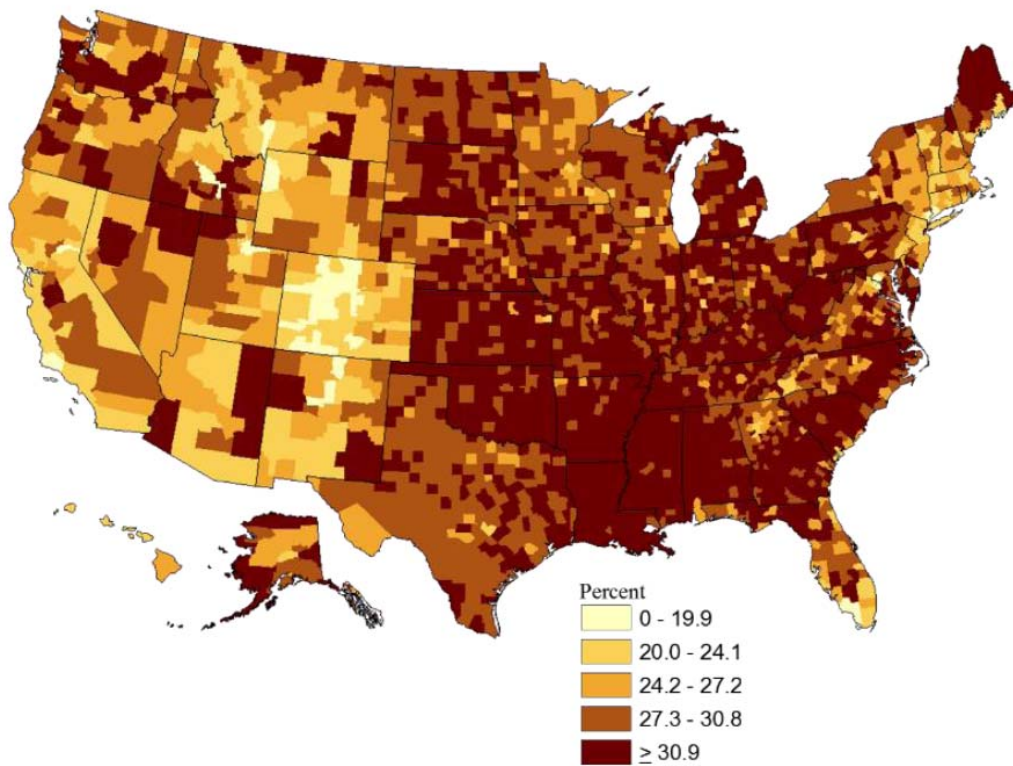 Percent
0 - 19.9
20.0 - 24.1
24.2 - 27.2
27.3 - 30.8
≥ 30.9